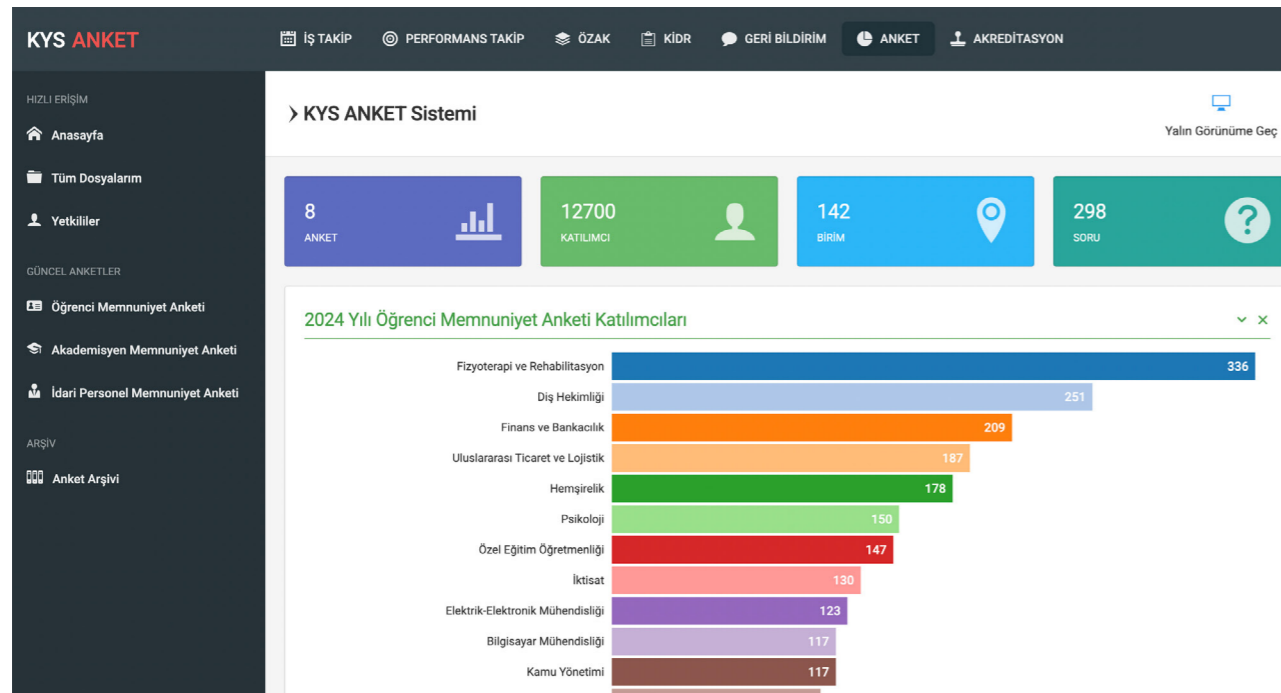 KYS ANKET
İŞ TAKİP
PERFORMANS TAKİP
ÖZAK
KİDR
GERİ BİLDİRİM
ANKET
AKREDİTASYON
HIZLI ERİŞİM
Anasayfa
Tüm Dosyalarım
Yetkililer
GÜNCEL ANKETLER
Öğrenci Memnuniyet Anketi
Akademisyen Memnuniyet Anketi
İdari Personel Memnuniyet Anketi
ARŞİV
Anket Arşivi
KYS ANKET Sistemi
Yalın Görünüme Geç
8
ANKET
12700
KATILIMCI
142
BİRİM
298
SORU
2024 Yılı Öğrenci Memnuniyet Anketi Katılımcıları
Fizyoterapi ve Rehabilitasyon 336
Diş Hekimliği 251
Finans ve Bankacılık 209
Uluslararası Ticaret ve Lojistik 187
Hemşirelik 178
Psikoloji 150
Özel Eğitim Öğretmenliği 147
İktisat 130
Elektrik-Elektronik Mühendisliği 123
Bilgisayar Mühendisliği 117
Kamu Yönetimi 117